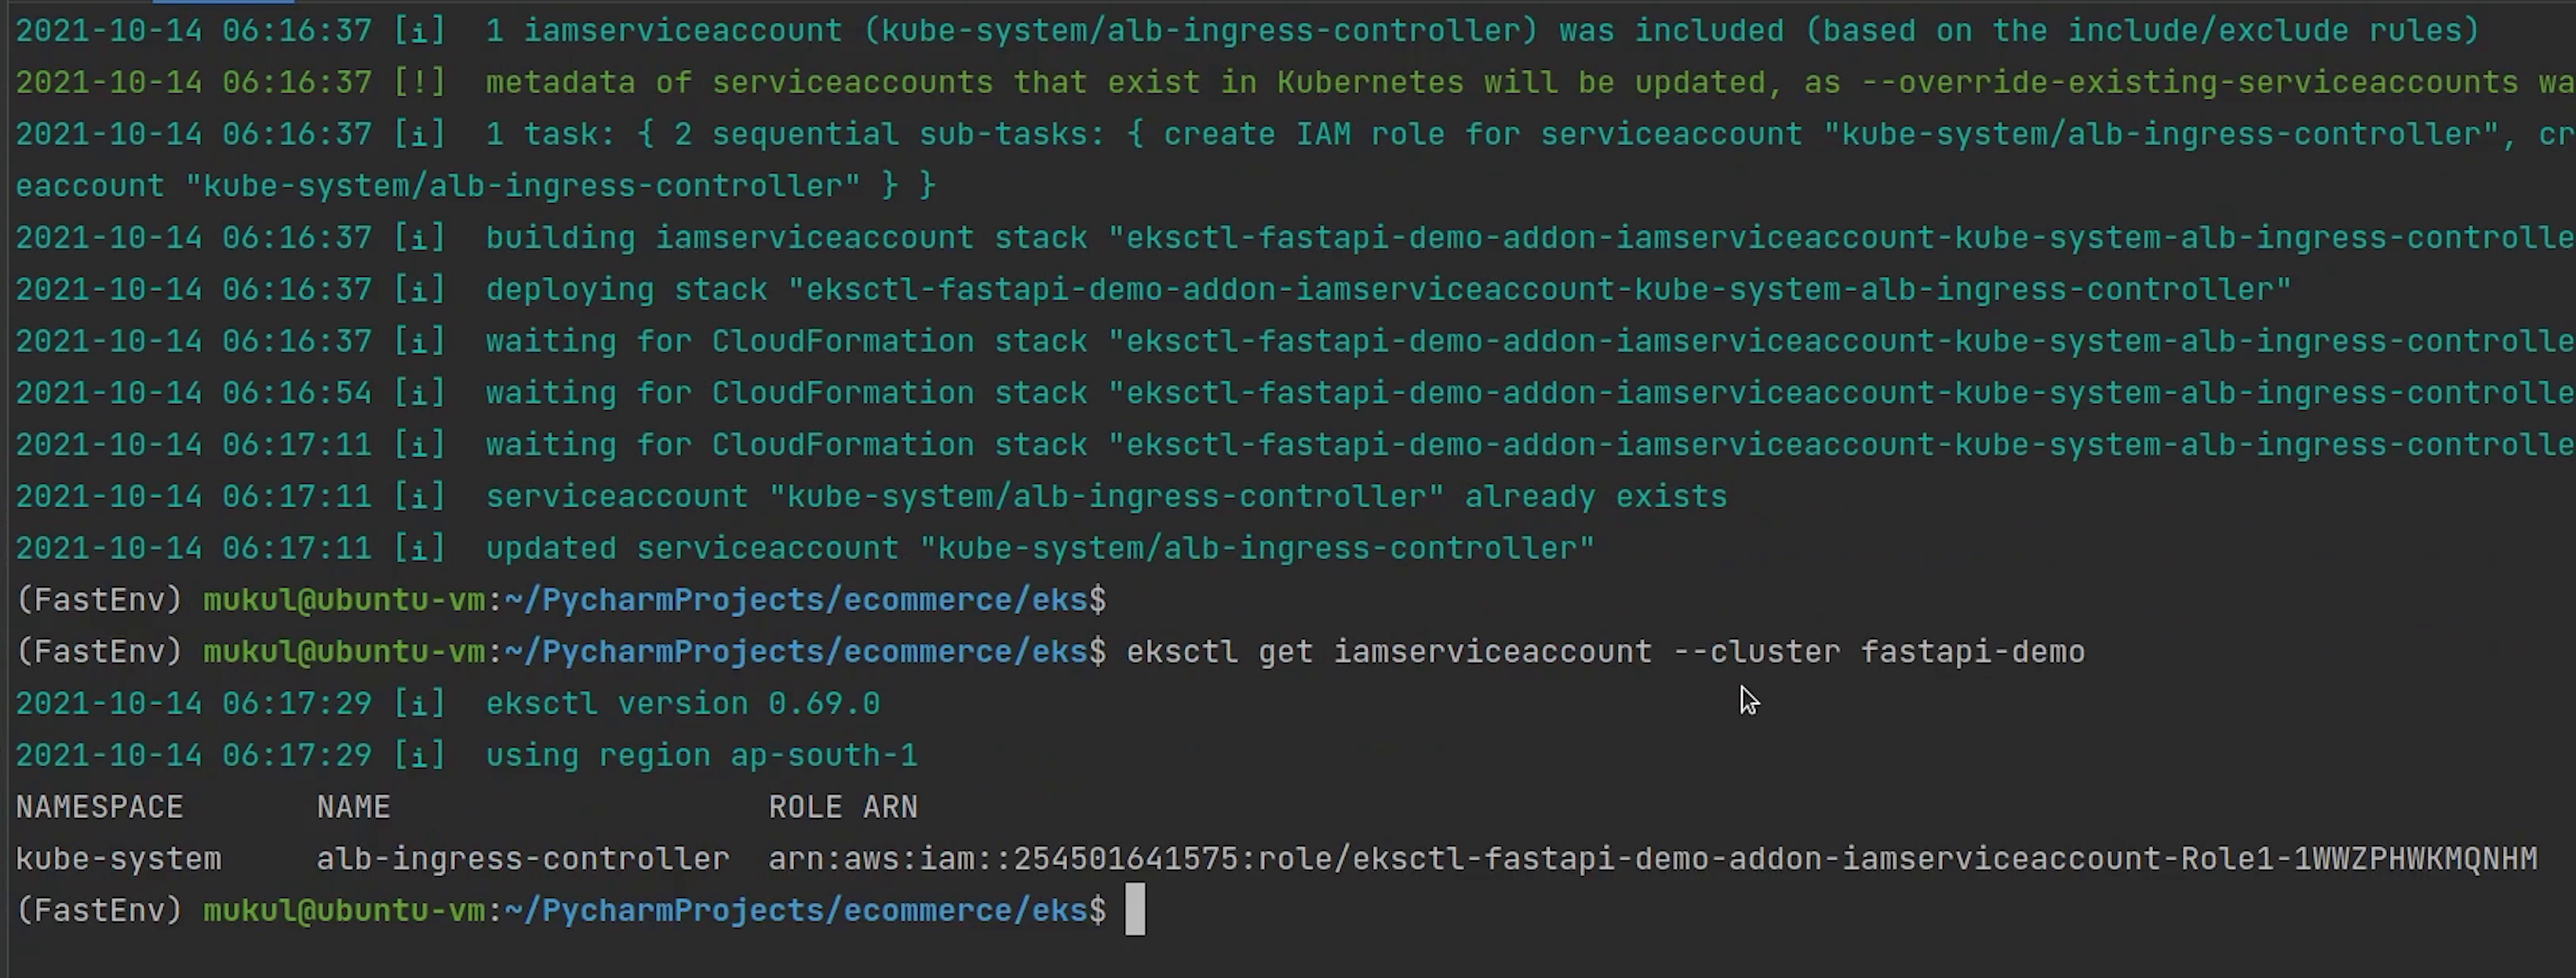 2021-10-14 06:16:37 [i]  1 iamserviceaccount (kube-system/alb-ingress-controller) was included (based on the include/exclude rules)
2021-10-14 06:16:37 [!]  metadata of serviceaccounts that exist in Kubernetes will be updated, as --override-existing-serviceaccounts wa
2021-10-14 06:16:37 [i]  1 task: { 2 sequential sub-tasks: { create IAM role for serviceaccount "kube-system/alb-ingress-controller", cr
eaccount "kube-system/alb-ingress-controller" } }
2021-10-14 06:16:37 [i]  building iamserviceaccount stack "eksctl-fastapi-demo-addon-iamserviceaccount-kube-system-alb-ingress-controlle
2021-10-14 06:16:37 [i]  deploying stack "eksctl-fastapi-demo-addon-iamserviceaccount-kube-system-alb-ingress-controller"
2021-10-14 06:16:37 [i]  waiting for CloudFormation stack "eksctl-fastapi-demo-addon-iamserviceaccount-kube-system-alb-ingress-controlle
2021-10-14 06:16:54 [i]  waiting for CloudFormation stack "eksctl-fastapi-demo-addon-iamserviceaccount-kube-system-alb-ingress-controlle
2021-10-14 06:17:11 [i]  waiting for CloudFormation stack "eksctl-fastapi-demo-addon-iamserviceaccount-kube-system-alb-ingress-controlle
2021-10-14 06:17:11 [i]  serviceaccount "kube-system/alb-ingress-controller" already exists
2021-10-14 06:17:11 [i]  updated serviceaccount "kube-system/alb-ingress-controller"
(FastEnv) mukul@ubuntu-vm:~/PycharmProjects/ecommerce/eks$
(FastEnv) mukul@ubuntu-vm:~/PycharmProjects/ecommerce/eks$ eksctl get iamserviceaccount --cluster fastapi-demo
2021-10-14 06:17:29 [i]  eksctl version 0.69.0
2021-10-14 06:17:29 [i]  using region ap-south-1
NAMESPACE       NAME                    ROLE ARN
kube-system     alb-ingress-controller  arn:aws:iam::254501641575:role/eksctl-fastapi-demo-addon-iamserviceaccount-Role1-1WWZPHWKMQNHM
(FastEnv) mukul@ubuntu-vm:~/PycharmProjects/ecommerce/eks$